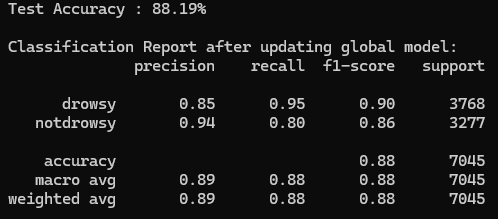 Test Accuracy : 88.19%
Classification Report after updating global model:
precision recall f1-score support
drowsy 0.85 0.95 0.90 3768
notdrowsy 0.94 0.80 0.86 3277
accuracy 0.88 7045
macro avg 0.89 0.88 0.88 7045
weighted avg 0.89 0.88 0.88 7045